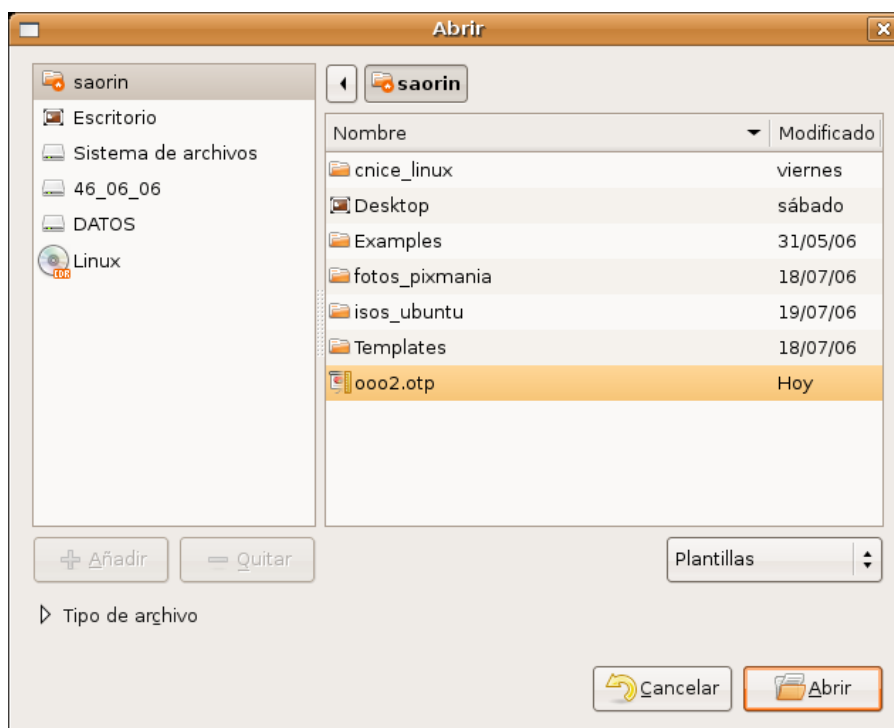 Abrir
saorin
Escritorio
Sistema de archivos
46_06_06
DATOS
Linux
CDR
saorin
Nombre Modificado
cnice_linux viernes
Desktop sábado
Examples 31/05/06
fotos_pixmania 18/07/06
isos_ubuntu 19/07/06
Templates 18/07/06
ooo2.otp Hoy
Añadir Quitar
Plantillas
Tipo de archivo
Cancelar Abrir